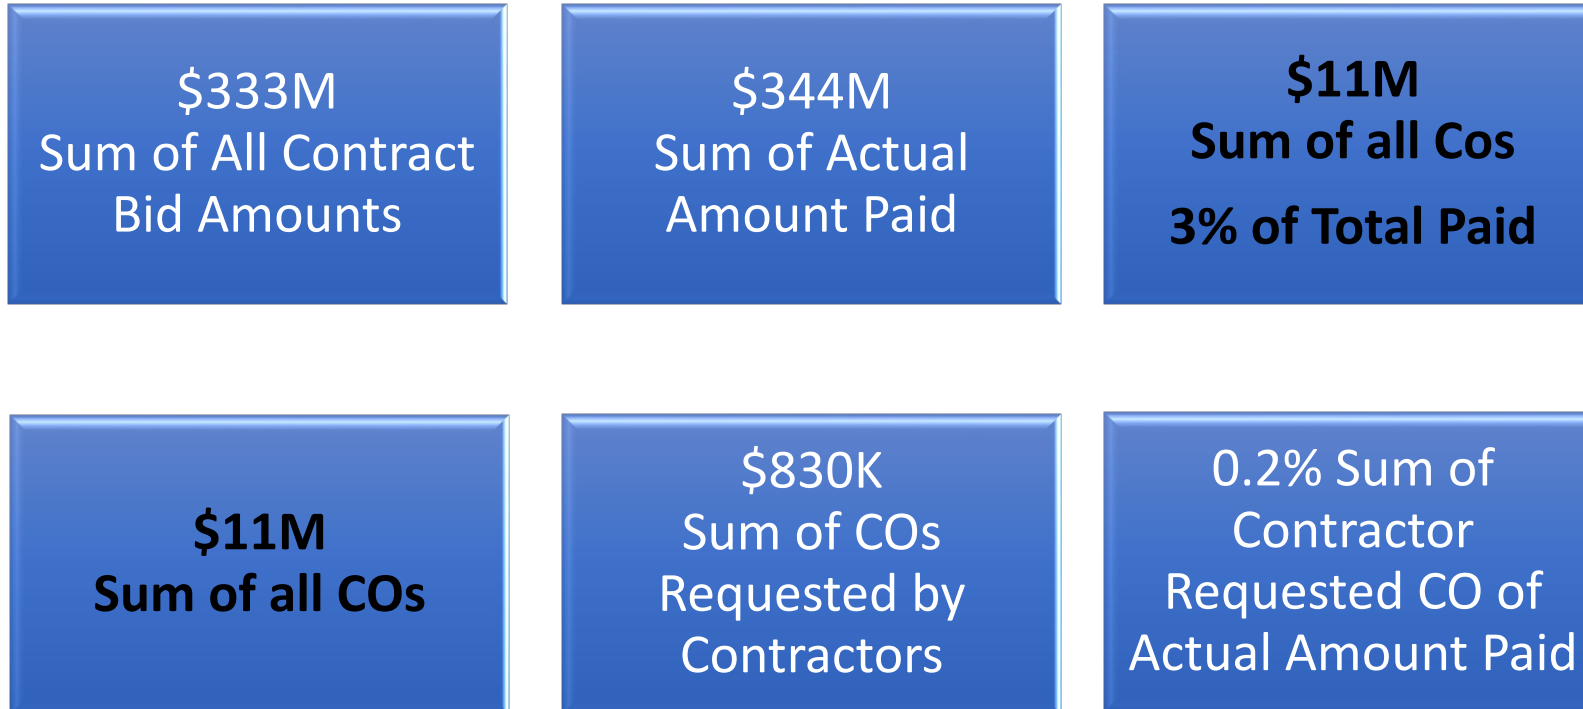 $333M
Sum of All Contract
Bid Amounts
$344M
Sum of Actual
Amount Paid
$11M
Sum of all Cos
3% of Total Paid
$11M
Sum of all COs
$830K
Sum of COs
Requested by
Contractors
0.2% Sum of
Contractor
Requested CO of
Actual Amount Paid